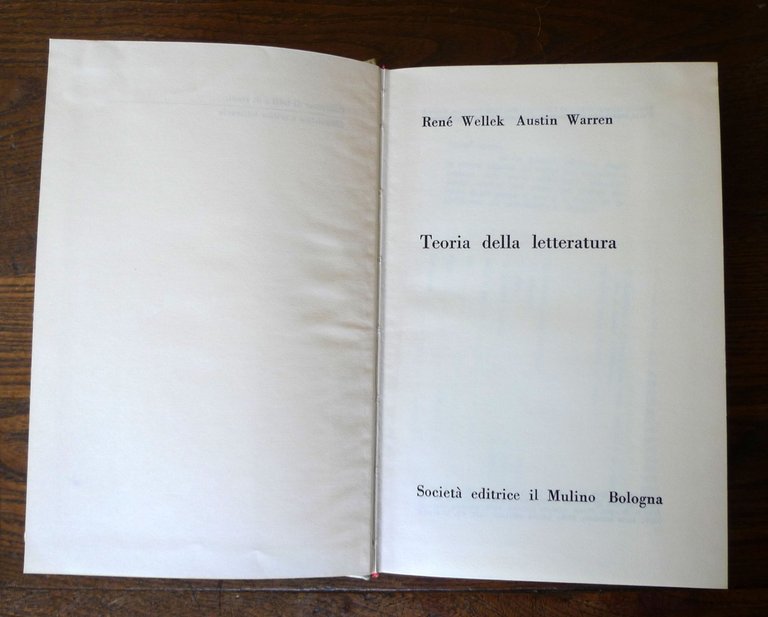 René Wellek Austin Warren
Teoria della letteratura
Società editrice il Mulino Bologna